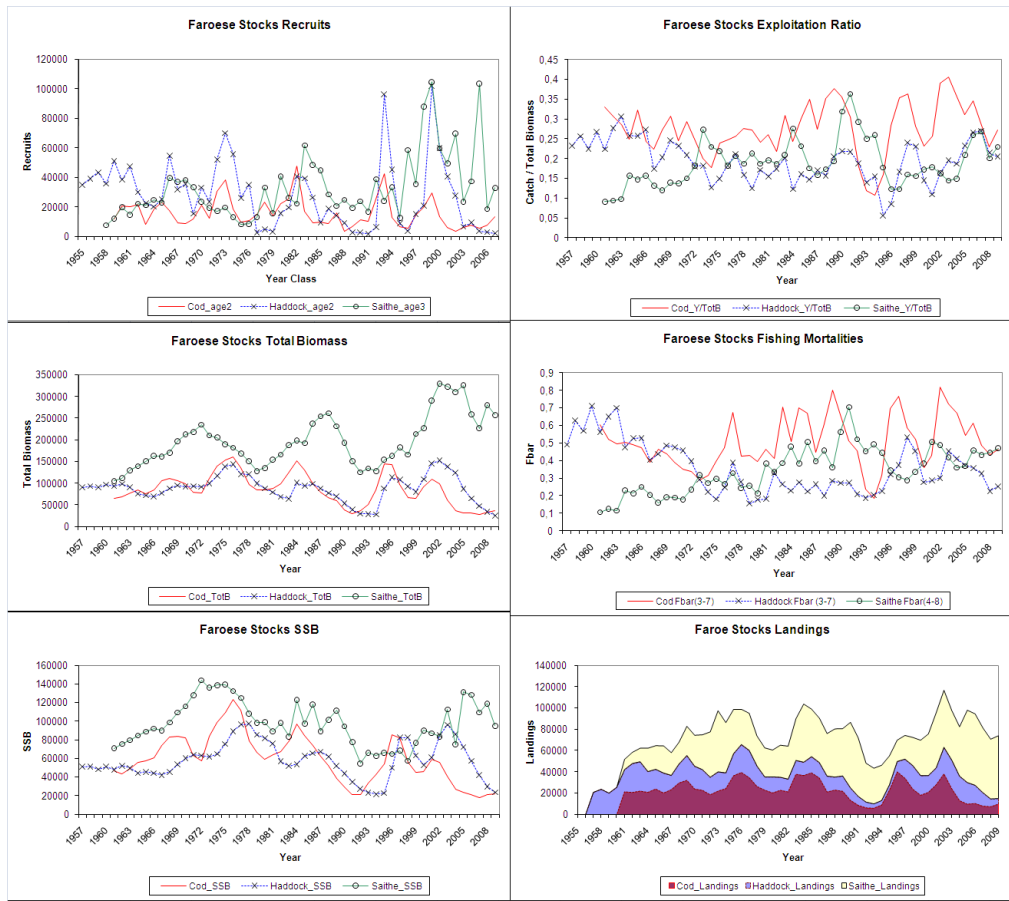 Faroese Stocks Recruits
120000
100000
80000
60000
40000
20000
0
Recruits
1955 1958 1961 1964 1967 1970 1973 1976 1979 1982 1985 1988 1991 1994 1997 2000 2003 2006
Year Class
Cod_age2 Haddock_age2 Saithe_age3
Faroese Stocks Exploitation Ratio
0,45
0,4
0,35
0,3
0,25
0,2
0,15
0,1
0,05
0
Catch / Total Biomass
1957 1960 1963 1966 1969 1972 1975 1978 1981 1984 1987 1990 1993 1996 1999 2002 2005 2008
Year
Cod_Y/TotB Haddock_Y/TotB Saithe_Y/TotB
Faroese Stocks Total Biomass
350000
300000
250000
200000
150000
100000
50000
0
Total Biomass
1957 1960 1963 1966 1969 1972 1975 1978 1981 1984 1987 1990 1993 1996 1999 2002 2005 2008
Year
Cod_TotB Haddock_TotB Saithe_TotB
Faroese Stocks Fishing Mortalities
0,9
0,8
0,7
0,6
0,5
0,4
0,3
0,2
0,1
0
Fbar
1957 1960 1963 1966 1969 1972 1975 1978 1981 1984 1987 1990 1993 1996 1999 2002 2005 2008
Year
Cod Fbar(3-7) Haddock Fbar (3-7) Saithe Fbar(4-8)
Faroese Stocks SSB
160000
140000
120000
100000
80000
60000
40000
20000
0
SSB
1957 1960 1963 1966 1969 1972 1975 1978 1981 1984 1987 1990 1993 1996 1999 2002 2005 2008
Year
Cod_SSB Haddock_SSB Saithe_SSB
Faroe Stocks Landings
140000
120000
100000
80000
60000
40000
20000
0
Landings
1955 1958 1961 1964 1967 1970 1973 1976 1979 1982 1985 1988 1991 1994 1997 2000 2003 2006 2009
Year
Cod_Landings Haddock_Landings Saithe_Landings